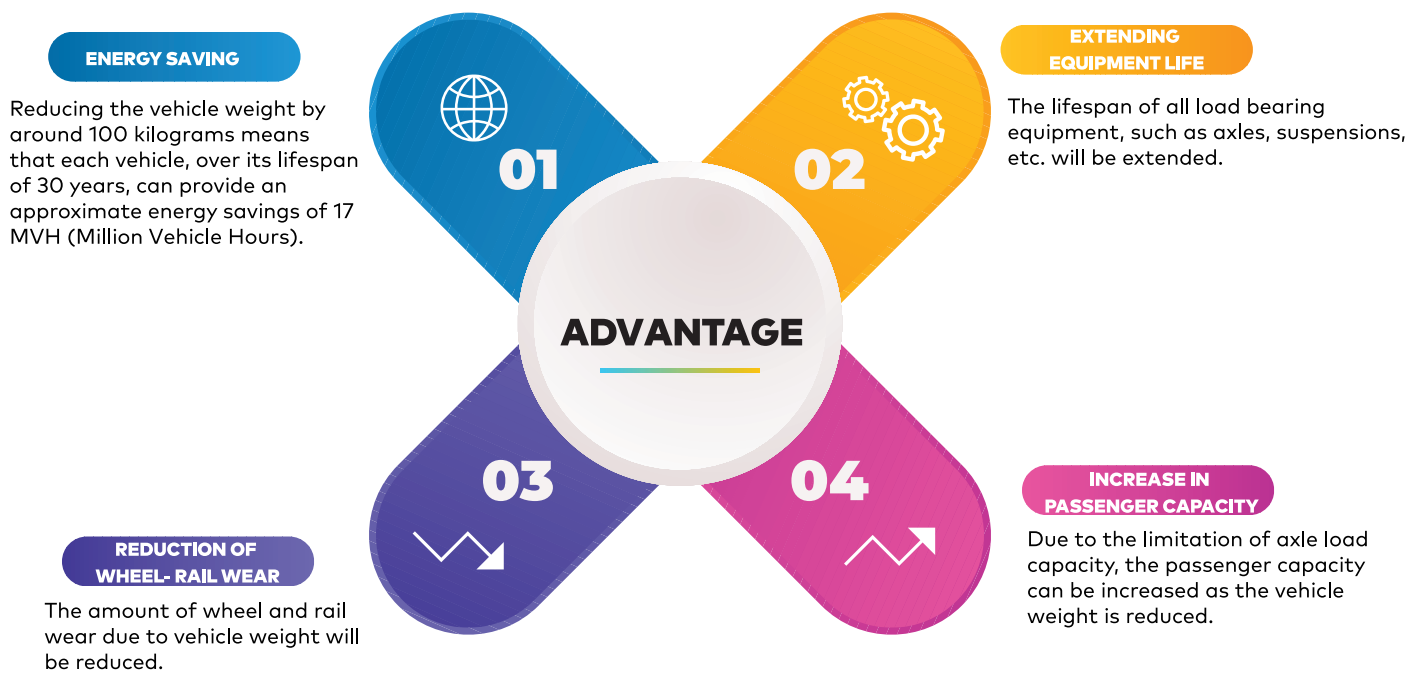 ENERGY SAVING
Reducing the vehicle weight by
around 100 kilograms means
that each vehicle, over its lifespan
of 30 years, can provide an
approximate energy savings of 17
MVH (Million Vehicle Hours).
01
EXTENDING
EQUIPMENT LIFE
The lifespan of all load bearing
equipment, such as axles, suspensions,
etc. will be extended.
02
ADVANTAGE
03
REDUCTION OF
WHEEL- RAIL WEAR
The amount of wheel and rail
wear due to vehicle weight will
be reduced.
04
INCREASE IN
PASSENGER CAPACITY
Due to the limitation of axle load
capacity, the passenger capacity
can be increased as the vehicle
weight is reduced.